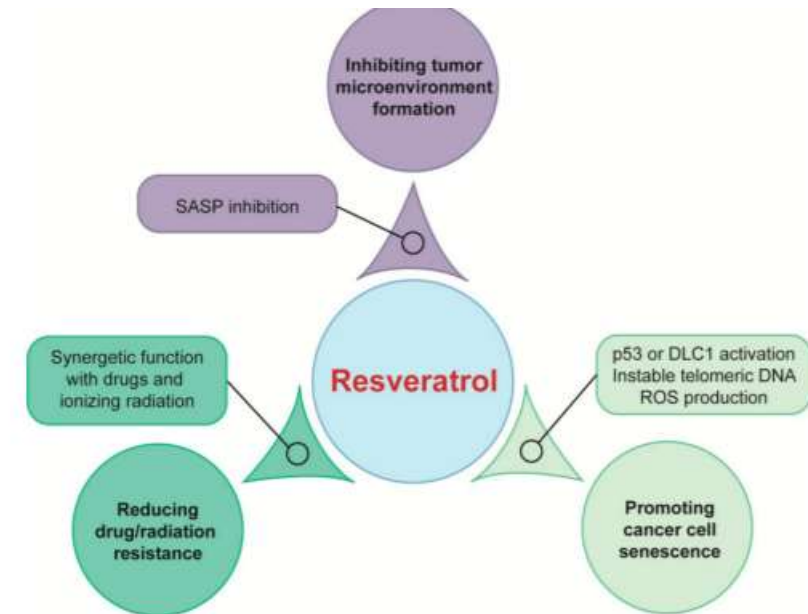 Inhibiting tumor
microenvironment
formation
SASP inhibition
Synergetic function
with drugs and
ionizing radiation
Resveratrol
p53 or DLC1 activation
Instable telomeric DNA
ROS production
Reducing
drug/radiation
resistance
Promoting
cancer cell
senescence